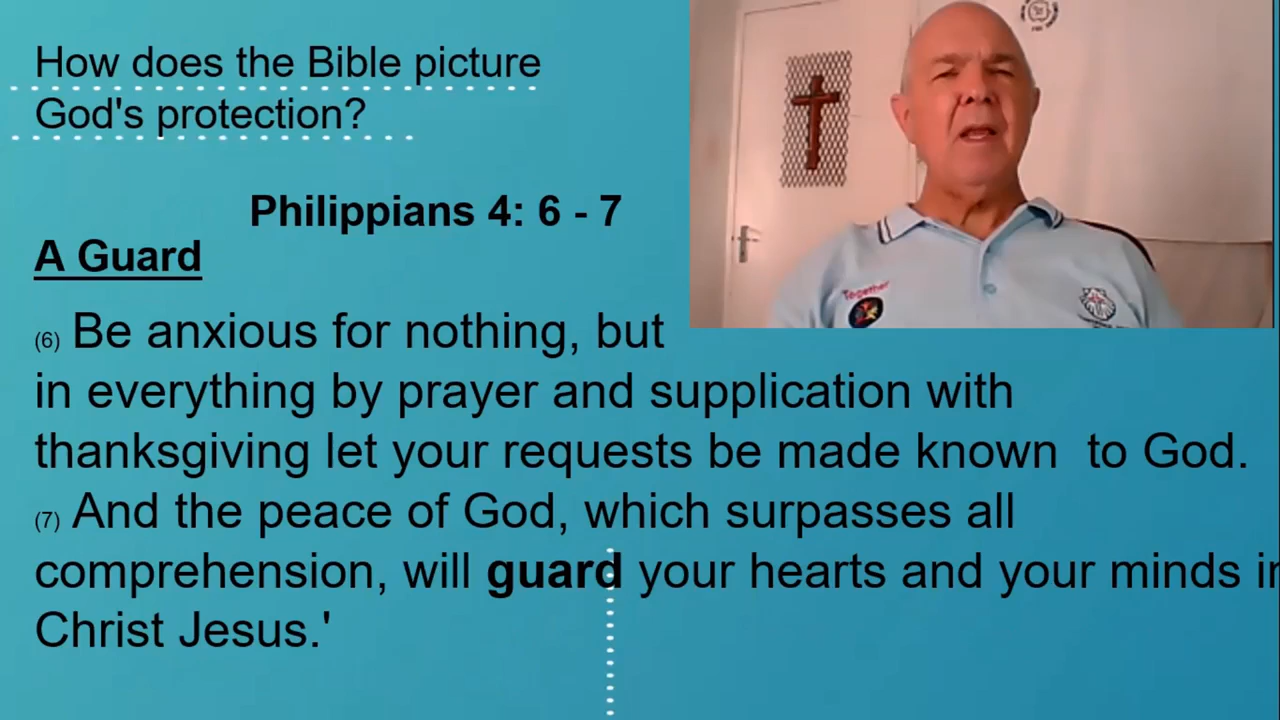 How does the Bible picture
God's protection?
Philippians 4: 6 - 7
A Guard
(6) Be anxious for nothing, but
in everything by prayer and supplication with
thanksgiving let your requests be made known  to God.
(7) And the peace of God, which surpasses all
comprehension, will guard your hearts and your minds in
Christ Jesus.'
Together